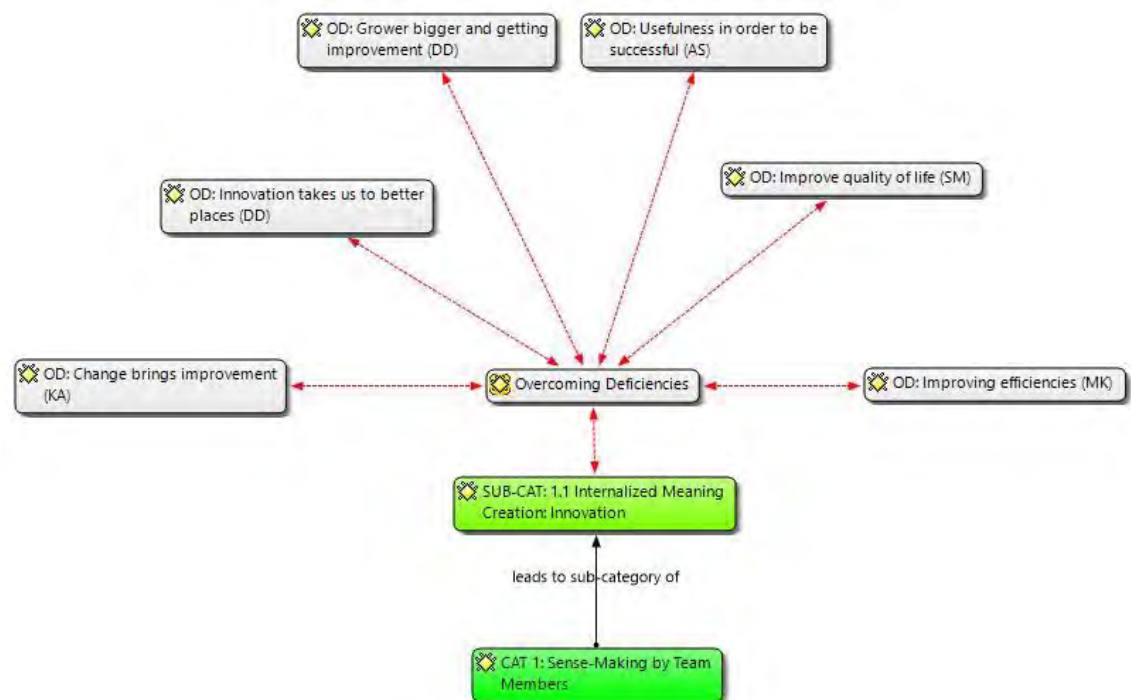 OD: Grower bigger and getting
improvement (DD)
OD: Usefulness in order to be
successful (AS)
OD: Innovation takes us to better
places (DD)
OD: Improve quality of life (SM)
OD: Change brings improvement
(KA)
Overcoming Deficiencies
OD: Improving efficiencies (MK)
SUB-CAT: 1.1 Internalized Meaning
Creation: Innovation
leads to sub-category of
CAT 1: Sense-Making by Team
Members